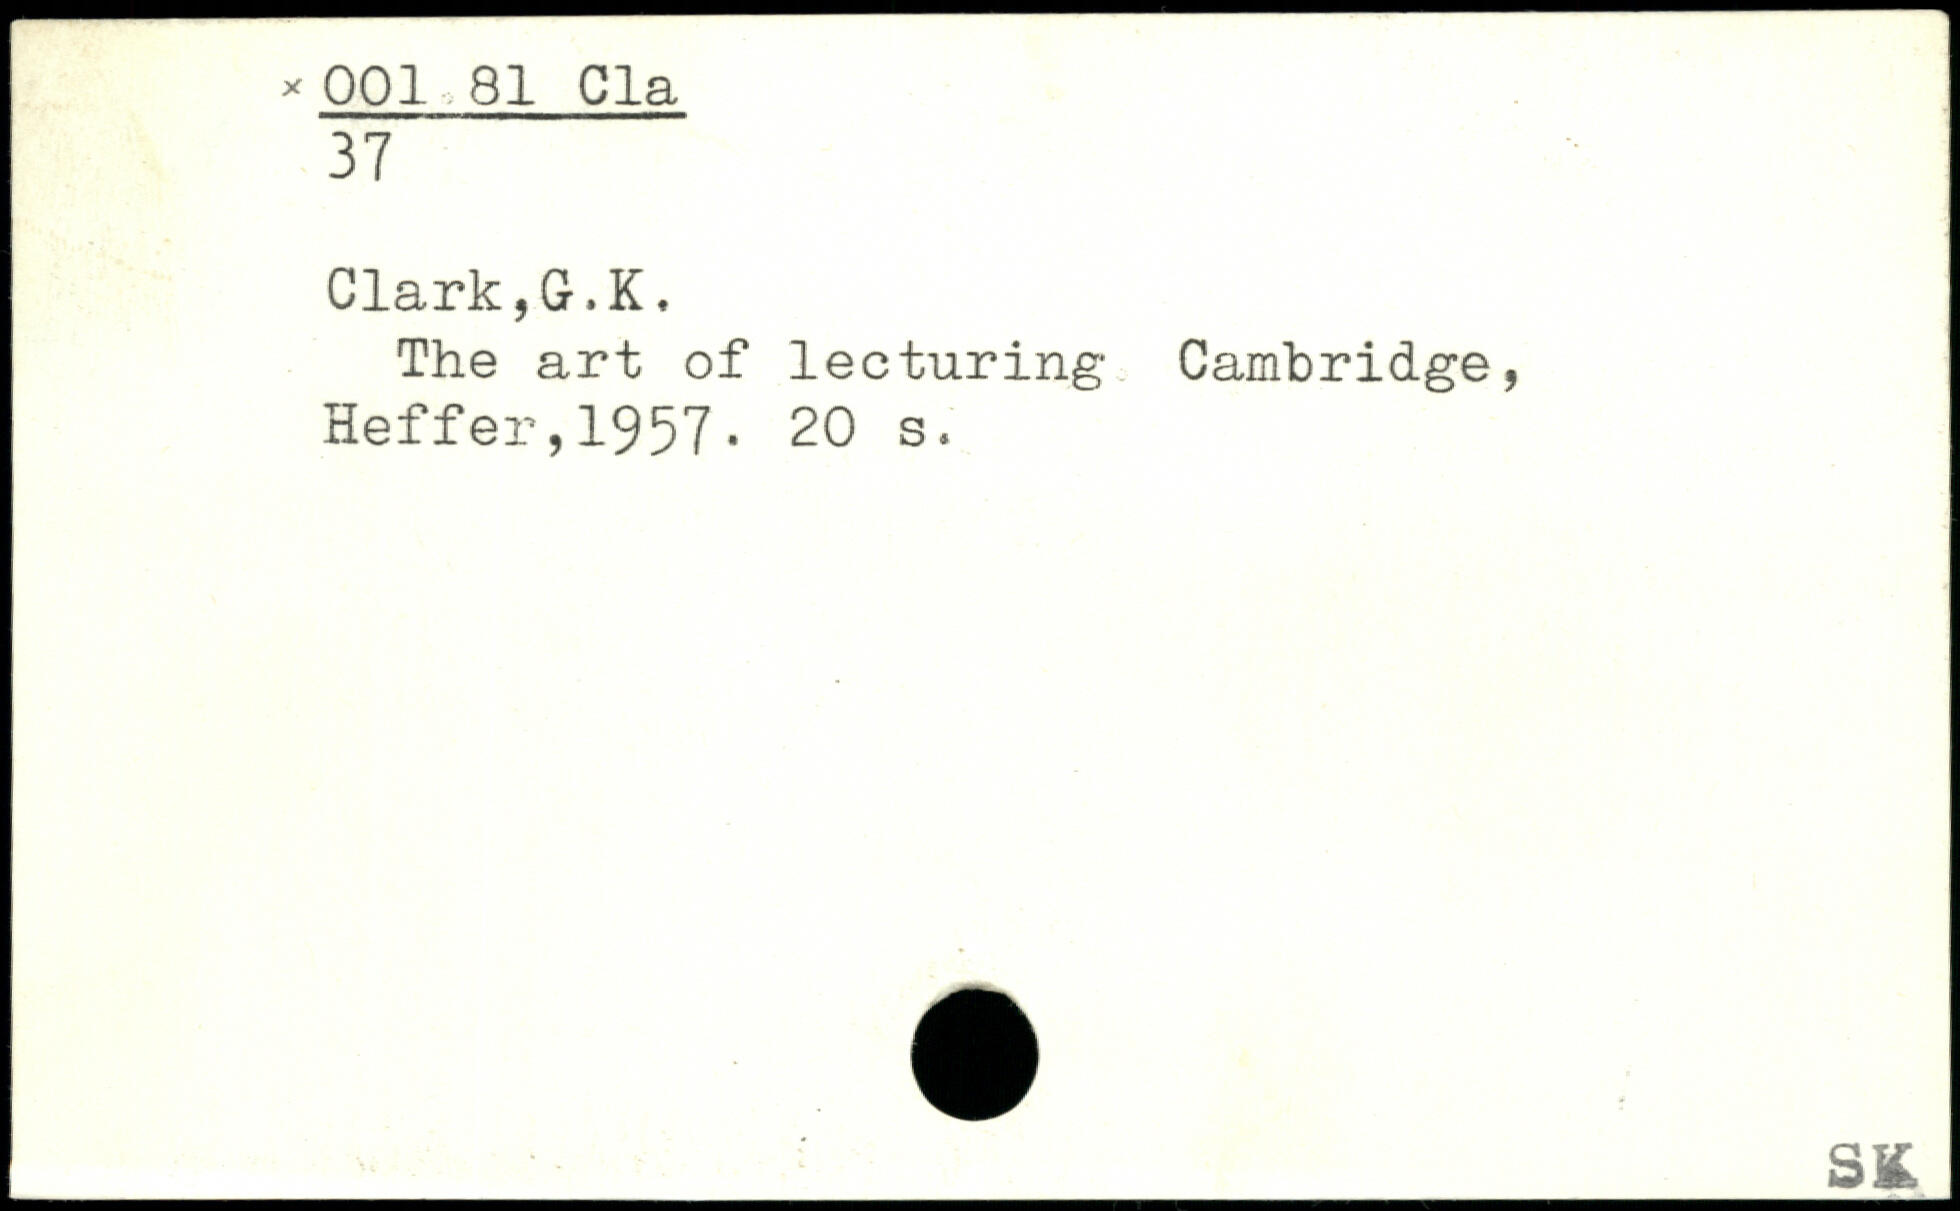 × 001.81 Cla
37
Clark,G.K.
The art of lecturing. Cambridge,
Heffer,1957. 20 s.
SK